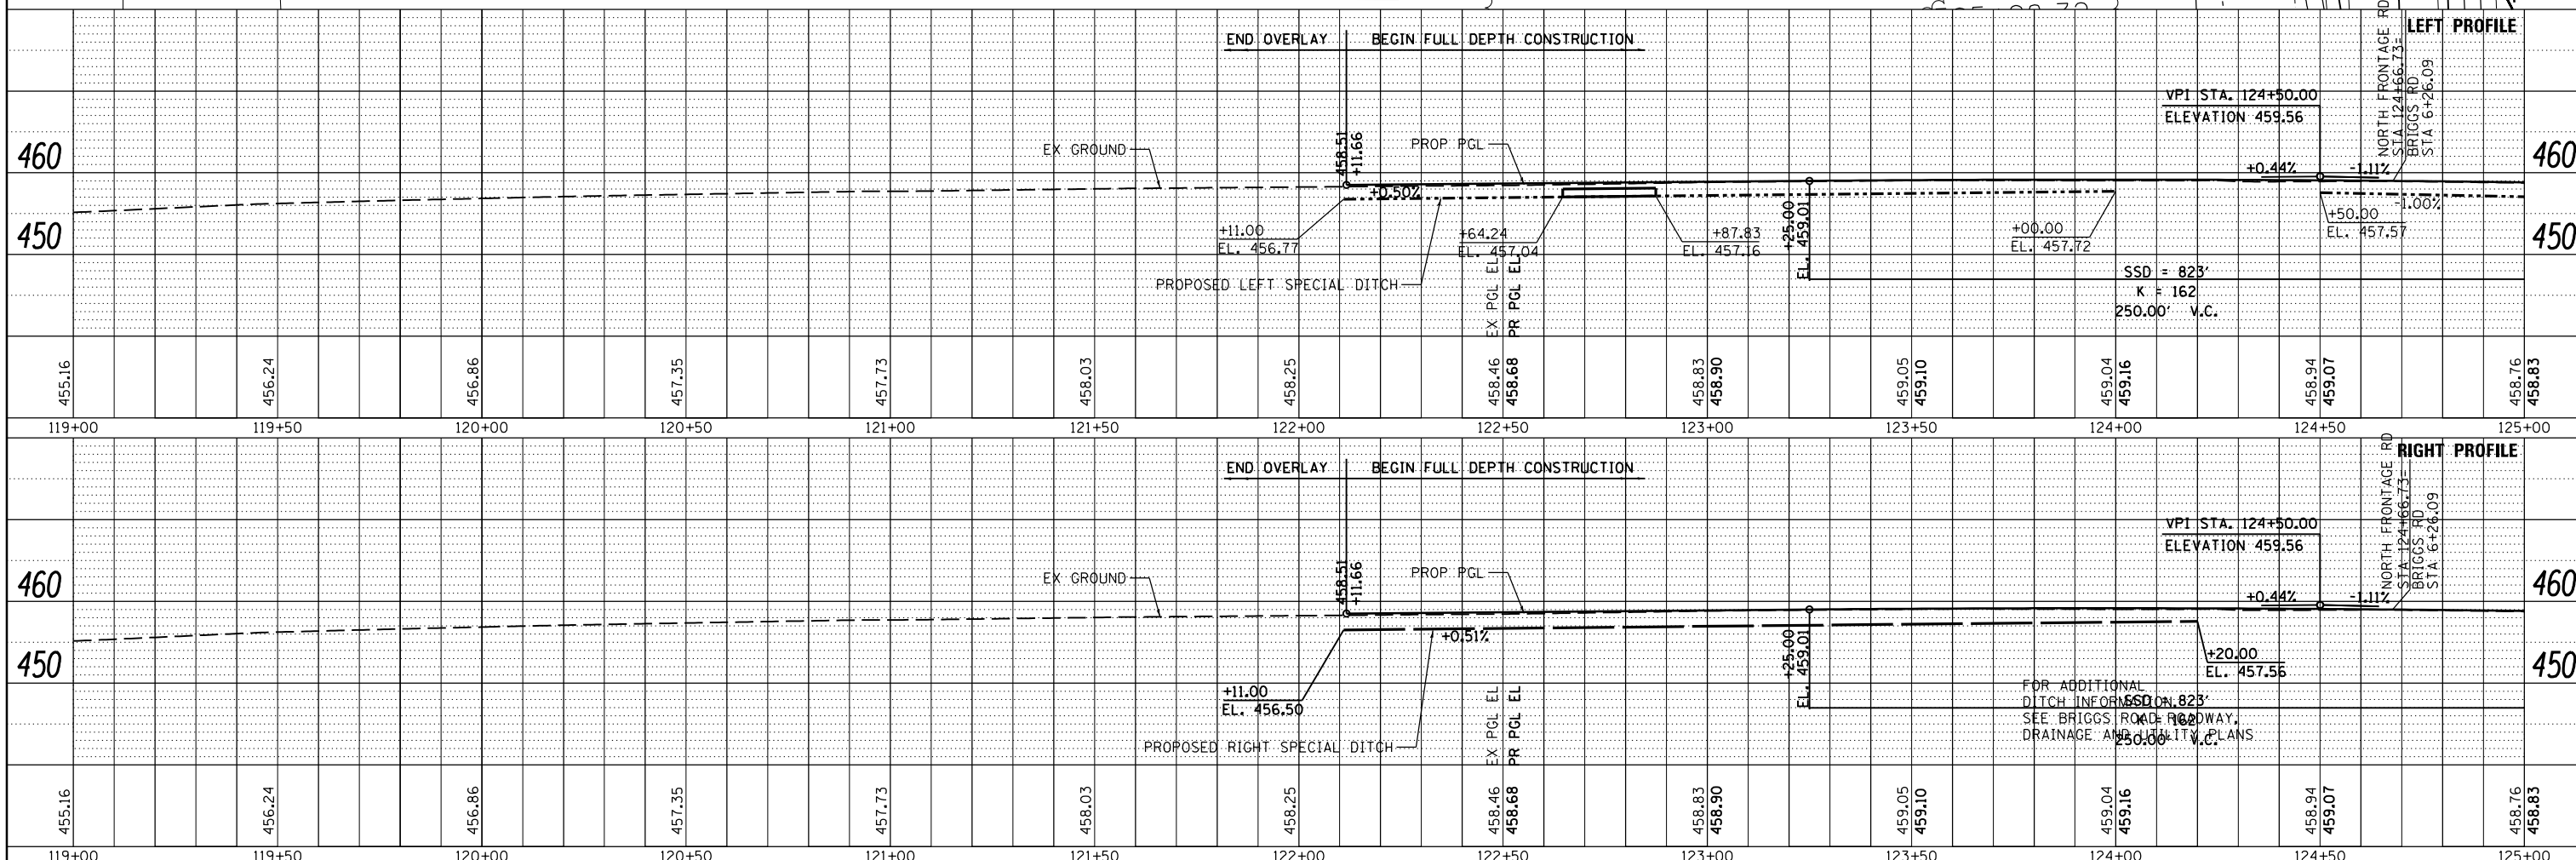 LEFT PROFILE
END OVERLAY
BEGIN FULL DEPTH CONSTRUCTION
NORTH FRONTAGE RD
STA 124+66.73=
BRIGGS RD
STA 6+26.09
VPI STA. 124+50.00
ELEVATION 459.56
460
460
EX GROUND
458.51
+11.66
PROP PGL
+0.44%
-1.11%
+0.50%
-1.00%
450
450
+11.00
EL. 456.77
+64.24
EL. 457.04
+87.83
EL. 457.16
+25.00
EL. 459.01
+00.00
EL. 457.72
+50.00
EL. 457.57
PROPOSED LEFT SPECIAL DITCH
EX PGL EL
PR PGL EL
SSD = 823'
K = 162
250.00' V.C.
455.16
456.24
456.86
457.35
457.73
458.03
458.25
458.46
458.68
458.83
458.90
459.05
459.10
459.04
459.16
458.94
459.07
458.76
458.83
119+00
119+50
120+00
120+50
121+00
121+50
122+00
122+50
123+00
123+50
124+00
124+50
125+00
RIGHT PROFILE
END OVERLAY
BEGIN FULL DEPTH CONSTRUCTION
NORTH FRONTAGE RD
STA 124+66.73=
BRIGGS RD
STA 6+26.09
VPI STA. 124+50.00
ELEVATION 459.56
460
460
EX GROUND
458.51
+11.66
PROP PGL
+0.44%
-1.11%
+0.51%
450
450
+11.00
EL. 456.50
+25.00
EL. 459.01
+20.00
EL. 457.56
PROPOSED RIGHT SPECIAL DITCH
EX PGL EL
PR PGL EL
FOR ADDITIONAL
DITCH INFORMATION,
SEE BRIGGS ROAD ROADWAY,
DRAINAGE AND UTILITY PLANS
SSD = 823'
K = 162
250.00' V.C.
455.16
456.24
456.86
457.35
457.73
458.03
458.25
458.46
458.68
458.83
458.90
459.05
459.10
459.04
459.16
458.94
459.07
458.76
458.83
119+00
119+50
120+00
120+50
121+00
121+50
122+00
122+50
123+00
123+50
124+00
124+50
125+00